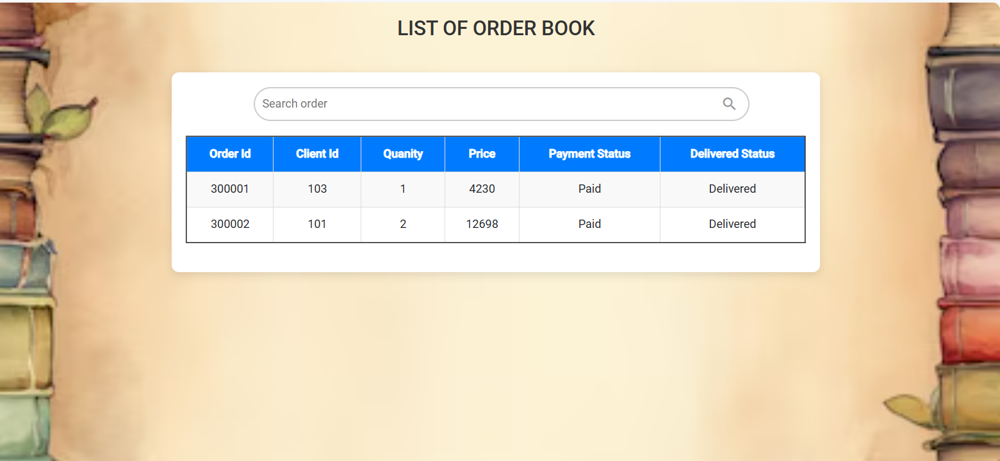 LIST OF ORDER BOOK
Search order
Order Id Client Id Quanity Price Payment Status Delivered Status
300001 103 1 4230 Paid Delivered
300002 101 2 12698 Paid Delivered